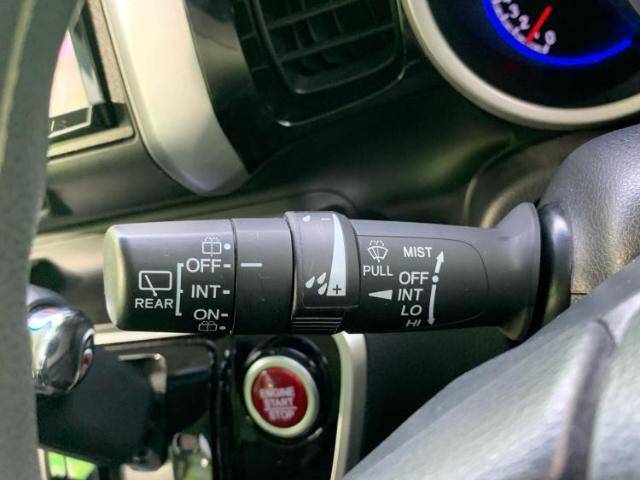 OFF
INT
ON
REAR
+
PULL
MIST
OFF
INT
LO
HI
ENGINE
START
STOP